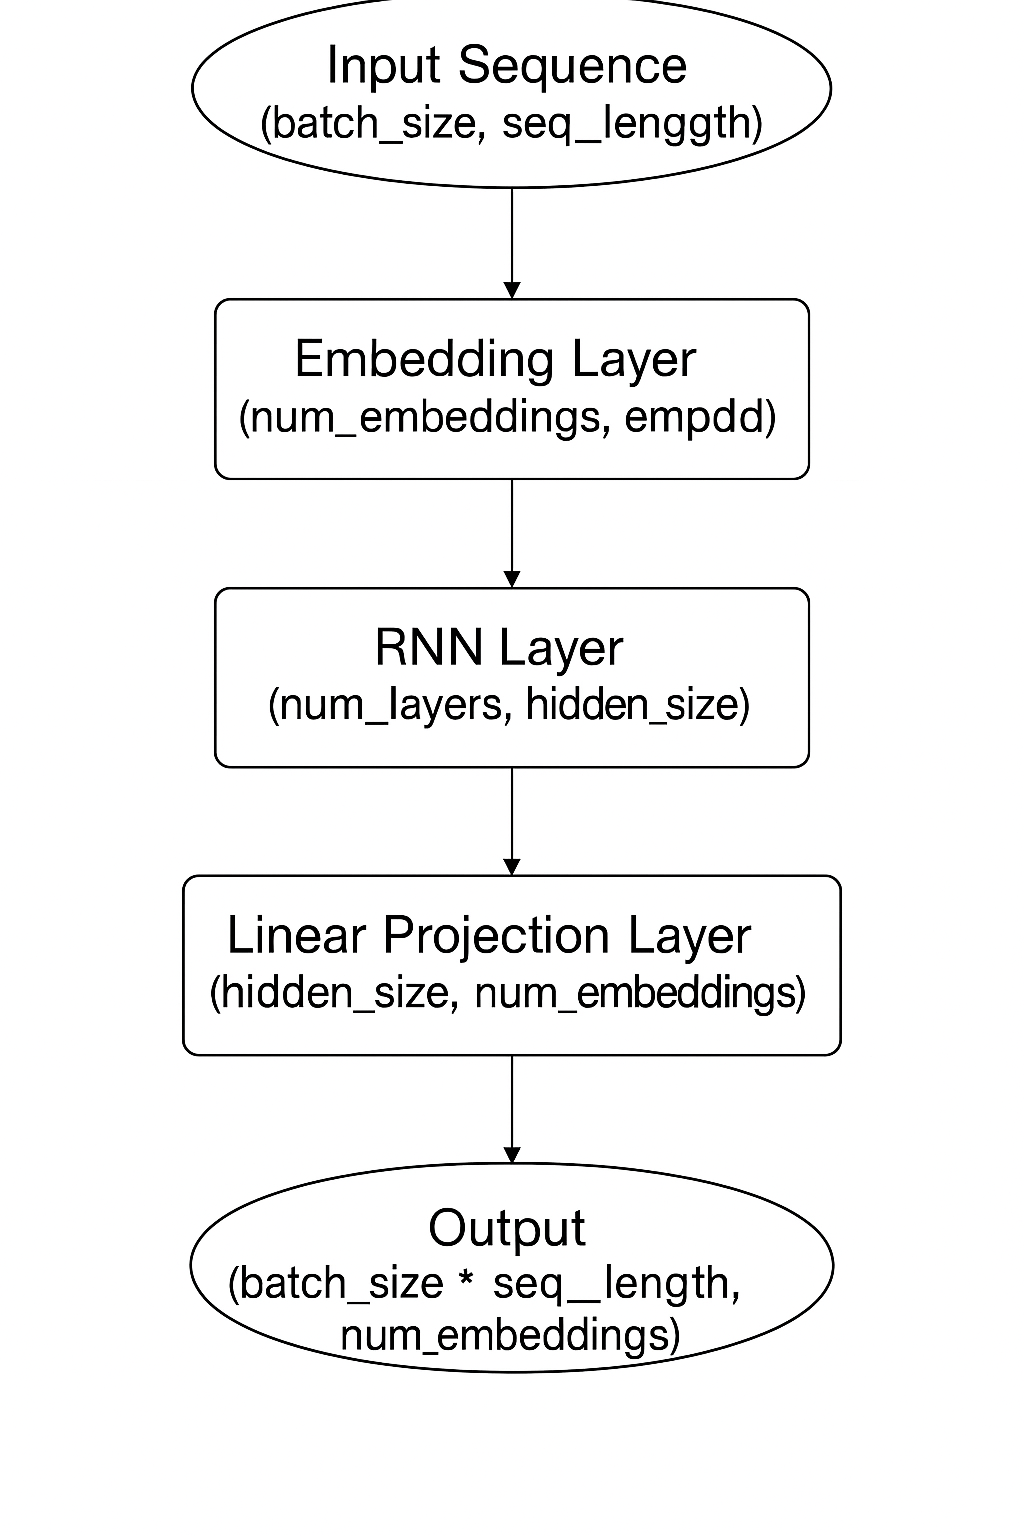 Input Sequence
(batch_size, seq_lenggth)
Embedding Layer
(num_embeddings, empdd)
RNN Layer
(num_layers, hidden_size)
Linear Projection Layer
(hidden_size, num_embeddings)
Output
(batch_size * seq_length,
num_embeddings)